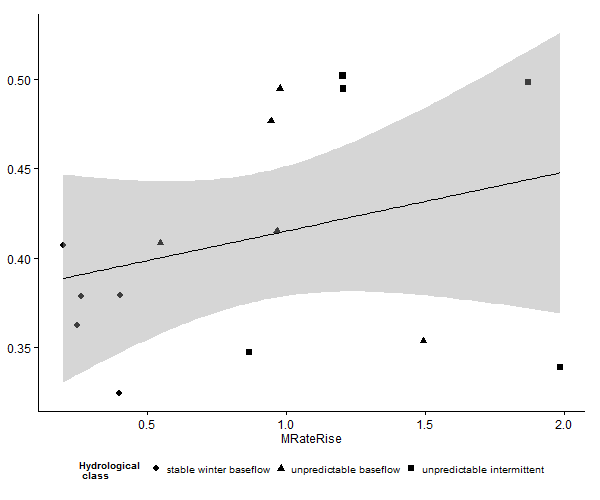 0.50
0.45
0.40
0.35
0.5 1.0 1.5 2.0
MRateRise
Hydrological
class
stable winter baseflow unpredictable baseflow unpredictable intermittent